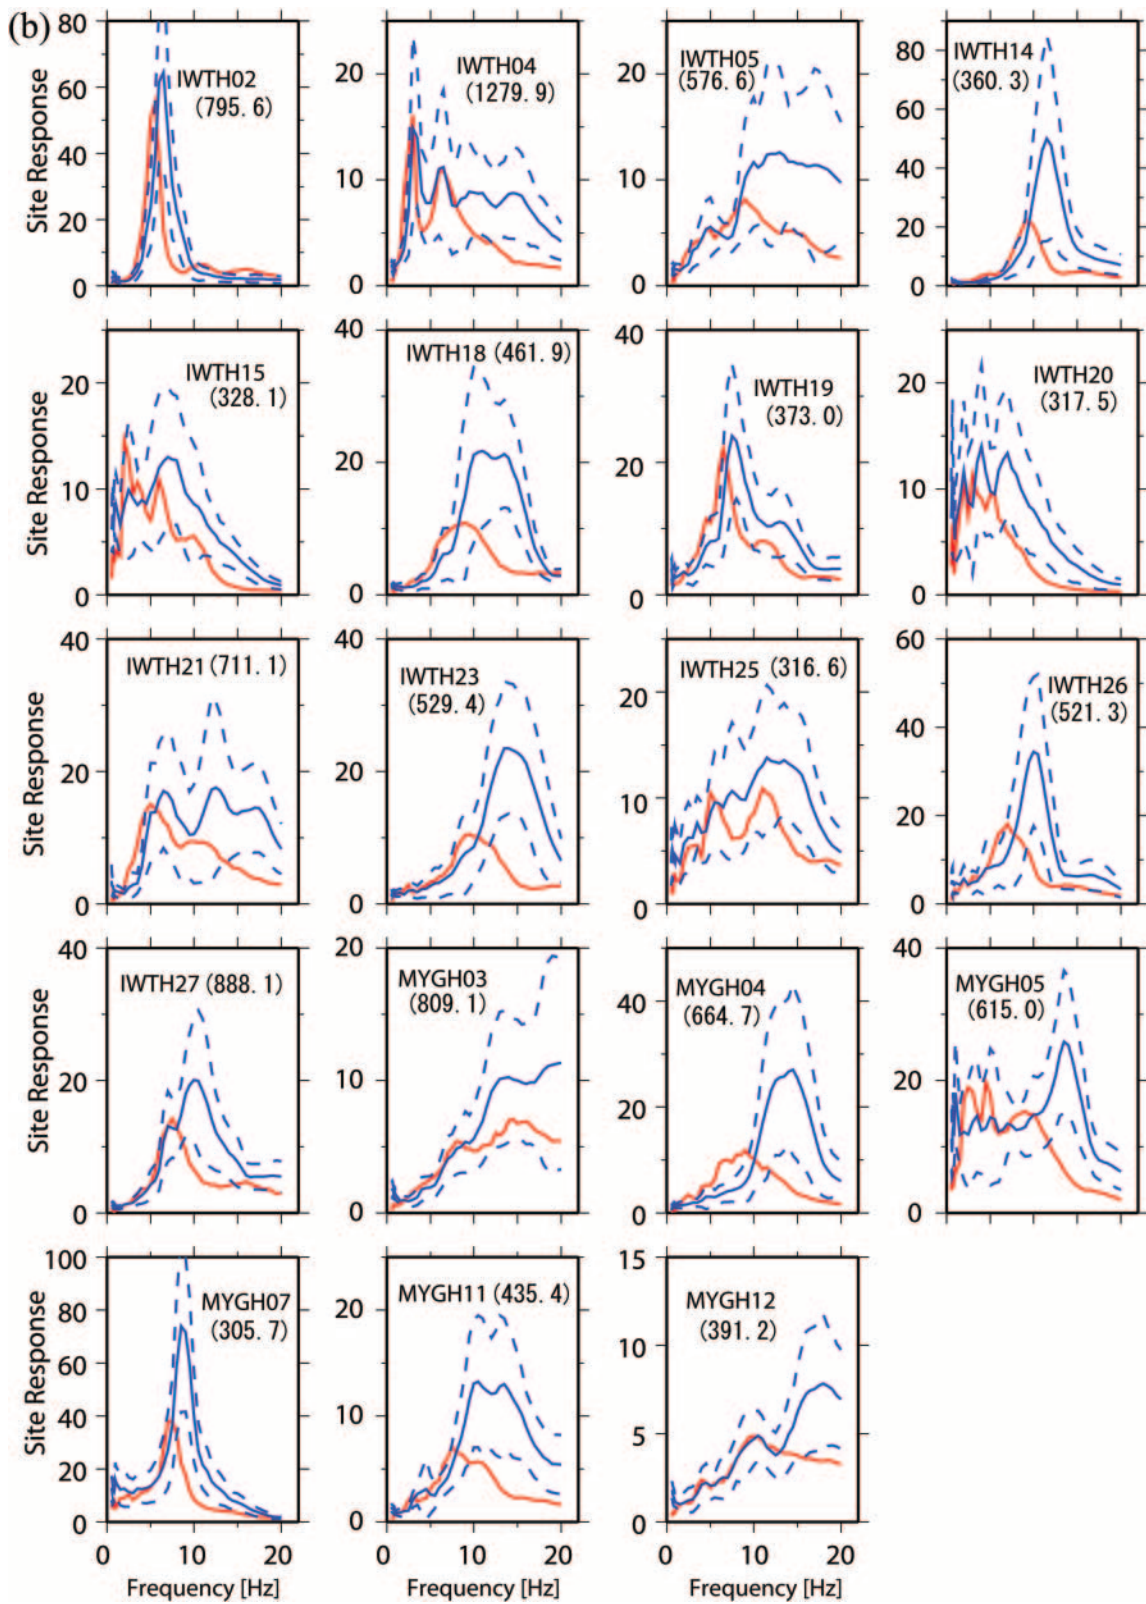 (b)
80
60
40
20
0
Site Response
IWTH02
(795.6)
20
10
0
IWTH04
(1279.9)
20
10
0
IWTH05
(576.6)
80
60
40
20
0
IWTH14
(360.3)
20
10
0
Site Response
IWTH15
(328.1)
40
20
0
IWTH18 (461.9)
40
20
0
IWTH19
(373.0)
20
10
0
IWTH20
(317.5)
40
20
0
Site Response
IWTH21 (711.1)
40
20
0
IWTH23
(529.4)
20
10
0
IWTH25 (316.6)
60
40
20
0
IWTH26
(521.3)
40
20
0
Site Response
IWTH27 (888.1)
20
10
0
MYGH03
(809.1)
40
20
0
MYGH04
(664.7)
40
20
0
MYGH05
(615.0)
100
80
60
40
20
0
Site Response
MYGH07
(305.7)
0 10 20
Frequency [Hz]
20
10
0
MYGH11 (435.4)
0 10 20
Frequency [Hz]
15
10
5
0
MYGH12
(391.2)
0 10 20
Frequency [Hz]